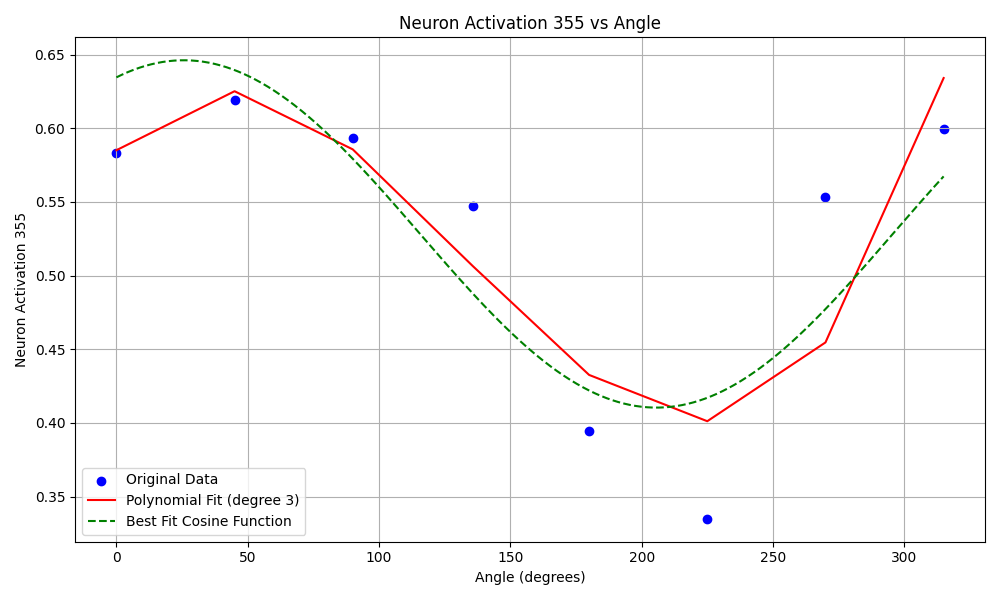 Neuron Activation 355 vs Angle
Neuron Activation 355
0.65
0.60
0.55
0.50
0.45
0.40
0.35
Original Data
Polynomial Fit (degree 3)
Best Fit Cosine Function
0 50 100 150 200 250 300
Angle (degrees)